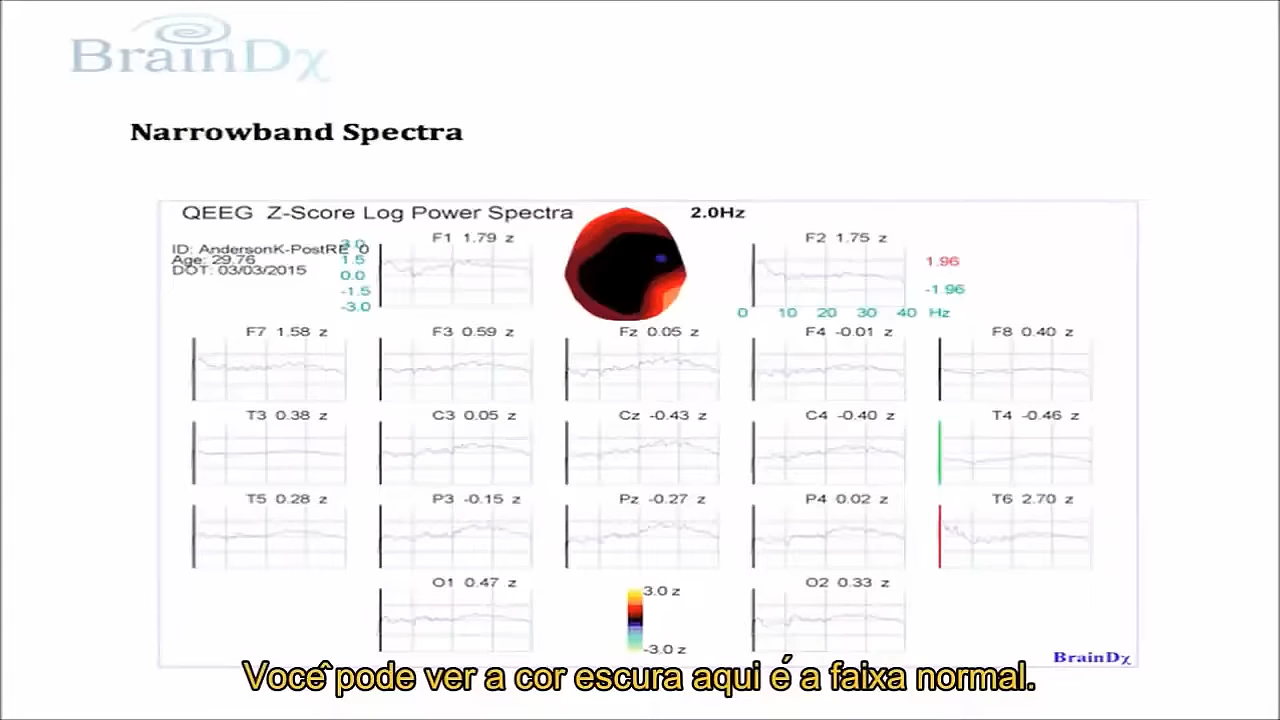 BrainDχ
Narrowband Spectra
QEEG Z-Score Log Power Spectra
2.0Hz
ID: AndersonK-PostRE 0
Age: 29.76
DOT: 03/03/2015
3.0
1.5
0.0
-1.5
-3.0
F1 1.79 z
F2 1.75 z
1.96
-1.96
0 10 20 30 40 Hz
F7 1.58 z
F3 0.59 z
Fz 0.05 z
F4 -0.01 z
F8 0.40 z
T3 0.38 z
C3 0.05 z
Cz -0.43 z
C4 -0.40 z
T4 -0.46 z
T5 0.28 z
P3 -0.15 z
Pz -0.27 z
P4 0.02 z
T6 2.70 z
O1 0.47 z
3.0 z
-3.0 z
O2 0.33 z
BrainDχ
Você pode ver a cor escura aqui é a faixa normal.